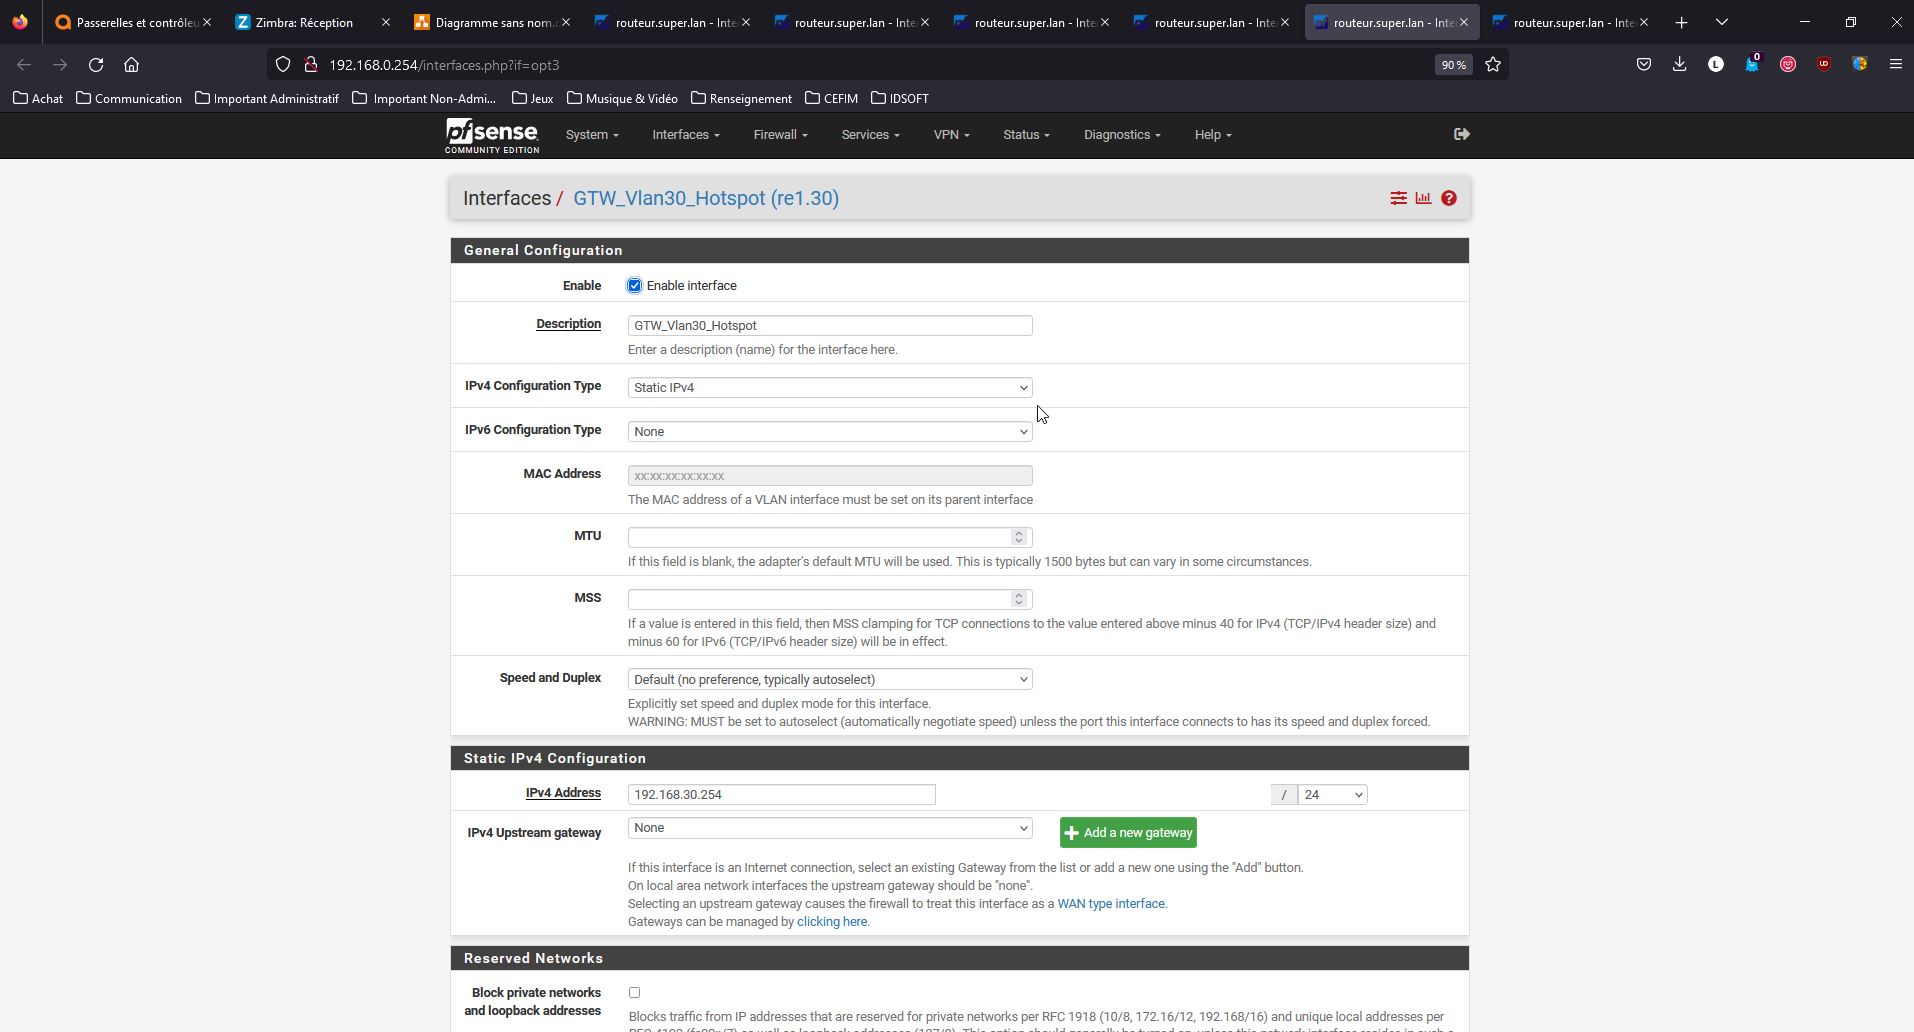 Passerelles et contrôleu
Zimbra: Réception
Diagramme sans nom.d
routeur.super.lan - Inte
routeur.super.lan - Inte
routeur.super.lan - Inte
routeur.super.lan - Inte
routeur.super.lan - Inte
routeur.super.lan - Inte
192.168.0.254/interfaces.php?if=opt3
90 %
0
Achat
Communication
Important Administratif
Important Non-Admi...
Jeux
Musique & Vidéo
Renseignement
CEFIM
IDSOFT
pfsense
COMMUNITY EDITION
System
Interfaces
Firewall
Services
VPN
Status
Diagnostics
Help
Interfaces / GTW_Vlan30_Hotspot (re1.30)
General Configuration
Enable
Enable interface
Description
GTW_Vlan30_Hotspot
Enter a description (name) for the interface here.
IPv4 Configuration Type
Static IPv4
IPv6 Configuration Type
None
MAC Address
xx:xx:xx:xx:xx:xx
The MAC address of a VLAN interface must be set on its parent interface
MTU
If this field is blank, the adapter's default MTU will be used. This is typically 1500 bytes but can vary in some circumstances.
MSS
If a value is entered in this field, then MSS clamping for TCP connections to the value entered above minus 40 for IPv4 (TCP/IPv4 header size) and
minus 60 for IPv6 (TCP/IPv6 header size) will be in effect.
Speed and Duplex
Default (no preference, typically autoselect)
Explicitly set speed and duplex mode for this interface.
WARNING: MUST be set to autoselect (automatically negotiate speed) unless the port this interface connects to has its speed and duplex forced.
Static IPv4 Configuration
IPv4 Address
192.168.30.254
/ 24
IPv4 Upstream gateway
None
Add a new gateway
If this interface is an Internet connection, select an existing Gateway from the list or add a new one using the "Add" button.
On local area network interfaces the upstream gateway should be "none".
Selecting an upstream gateway causes the firewall to treat this interface as a WAN type interface.
Gateways can be managed by clicking here.
Reserved Networks
Block private networks
and loopback addresses
Blocks traffic from IP addresses that are reserved for private networks per RFC 1918 (10/8, 172.16/12, 192.168/16) and unique local addresses per